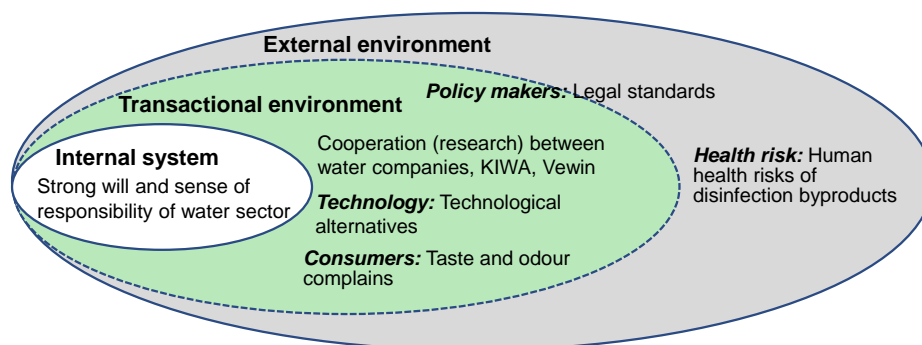 External environment
Policy makers: Legal standards
Transactional environment
Cooperation (research) between
water companies, KIWA, Vewin
Internal system
Strong will and sense of
responsibility of water sector
Technology: Technological
alternatives
Consumers: Taste and odour
complains
Health risk: Human
health risks of
disinfection byproducts